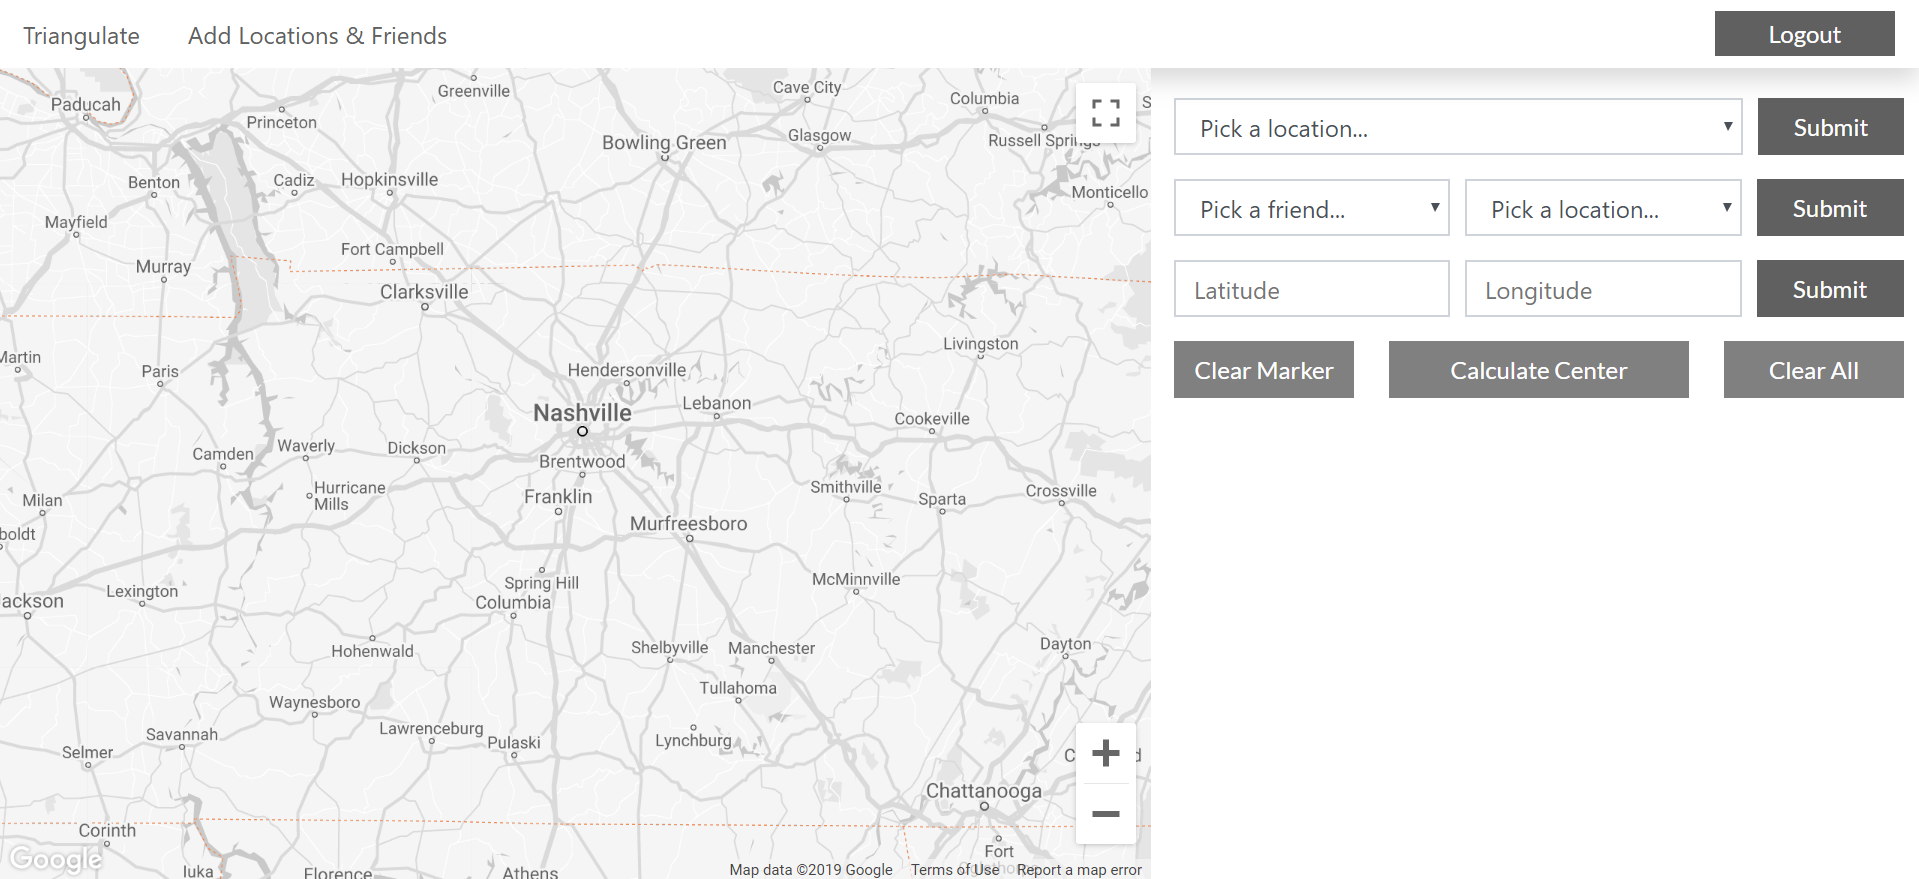 Triangulate
Add Locations & Friends
Logout
Pick a location...
Submit
Pick a friend...
Pick a location...
Submit
Latitude
Longitude
Submit
Clear Marker
Calculate Center
Clear All
Paducah
Greenville
Cave City
Columbia
Princeton
Bowling Green
Glasgow
Russell Springs
Benton
Cadiz
Hopkinsville
Monticello
Mayfield
Fort Campbell
Murray
Clarksville
Livingston
Martin
Paris
Hendersonville
Nashville
Lebanon
Cookeville
Camden
Waverly
Dickson
Brentwood
Hurricane
Mills
Franklin
Smithville
Sparta
Crossville
Milan
Murfreesboro
boldt
Spring Hill
McMinnville
Lexington
Jackson
Columbia
Hohenwald
Shelbyville
Manchester
Dayton
Tullahoma
Waynesboro
Savannah
Lawrenceburg
Pulaski
Lynchburg
Selmer
Chattanooga
Corinth
Fort
Google
Iuka
Florence
Athens
Map data ©2019 Google
Terms of Use
Report a map error